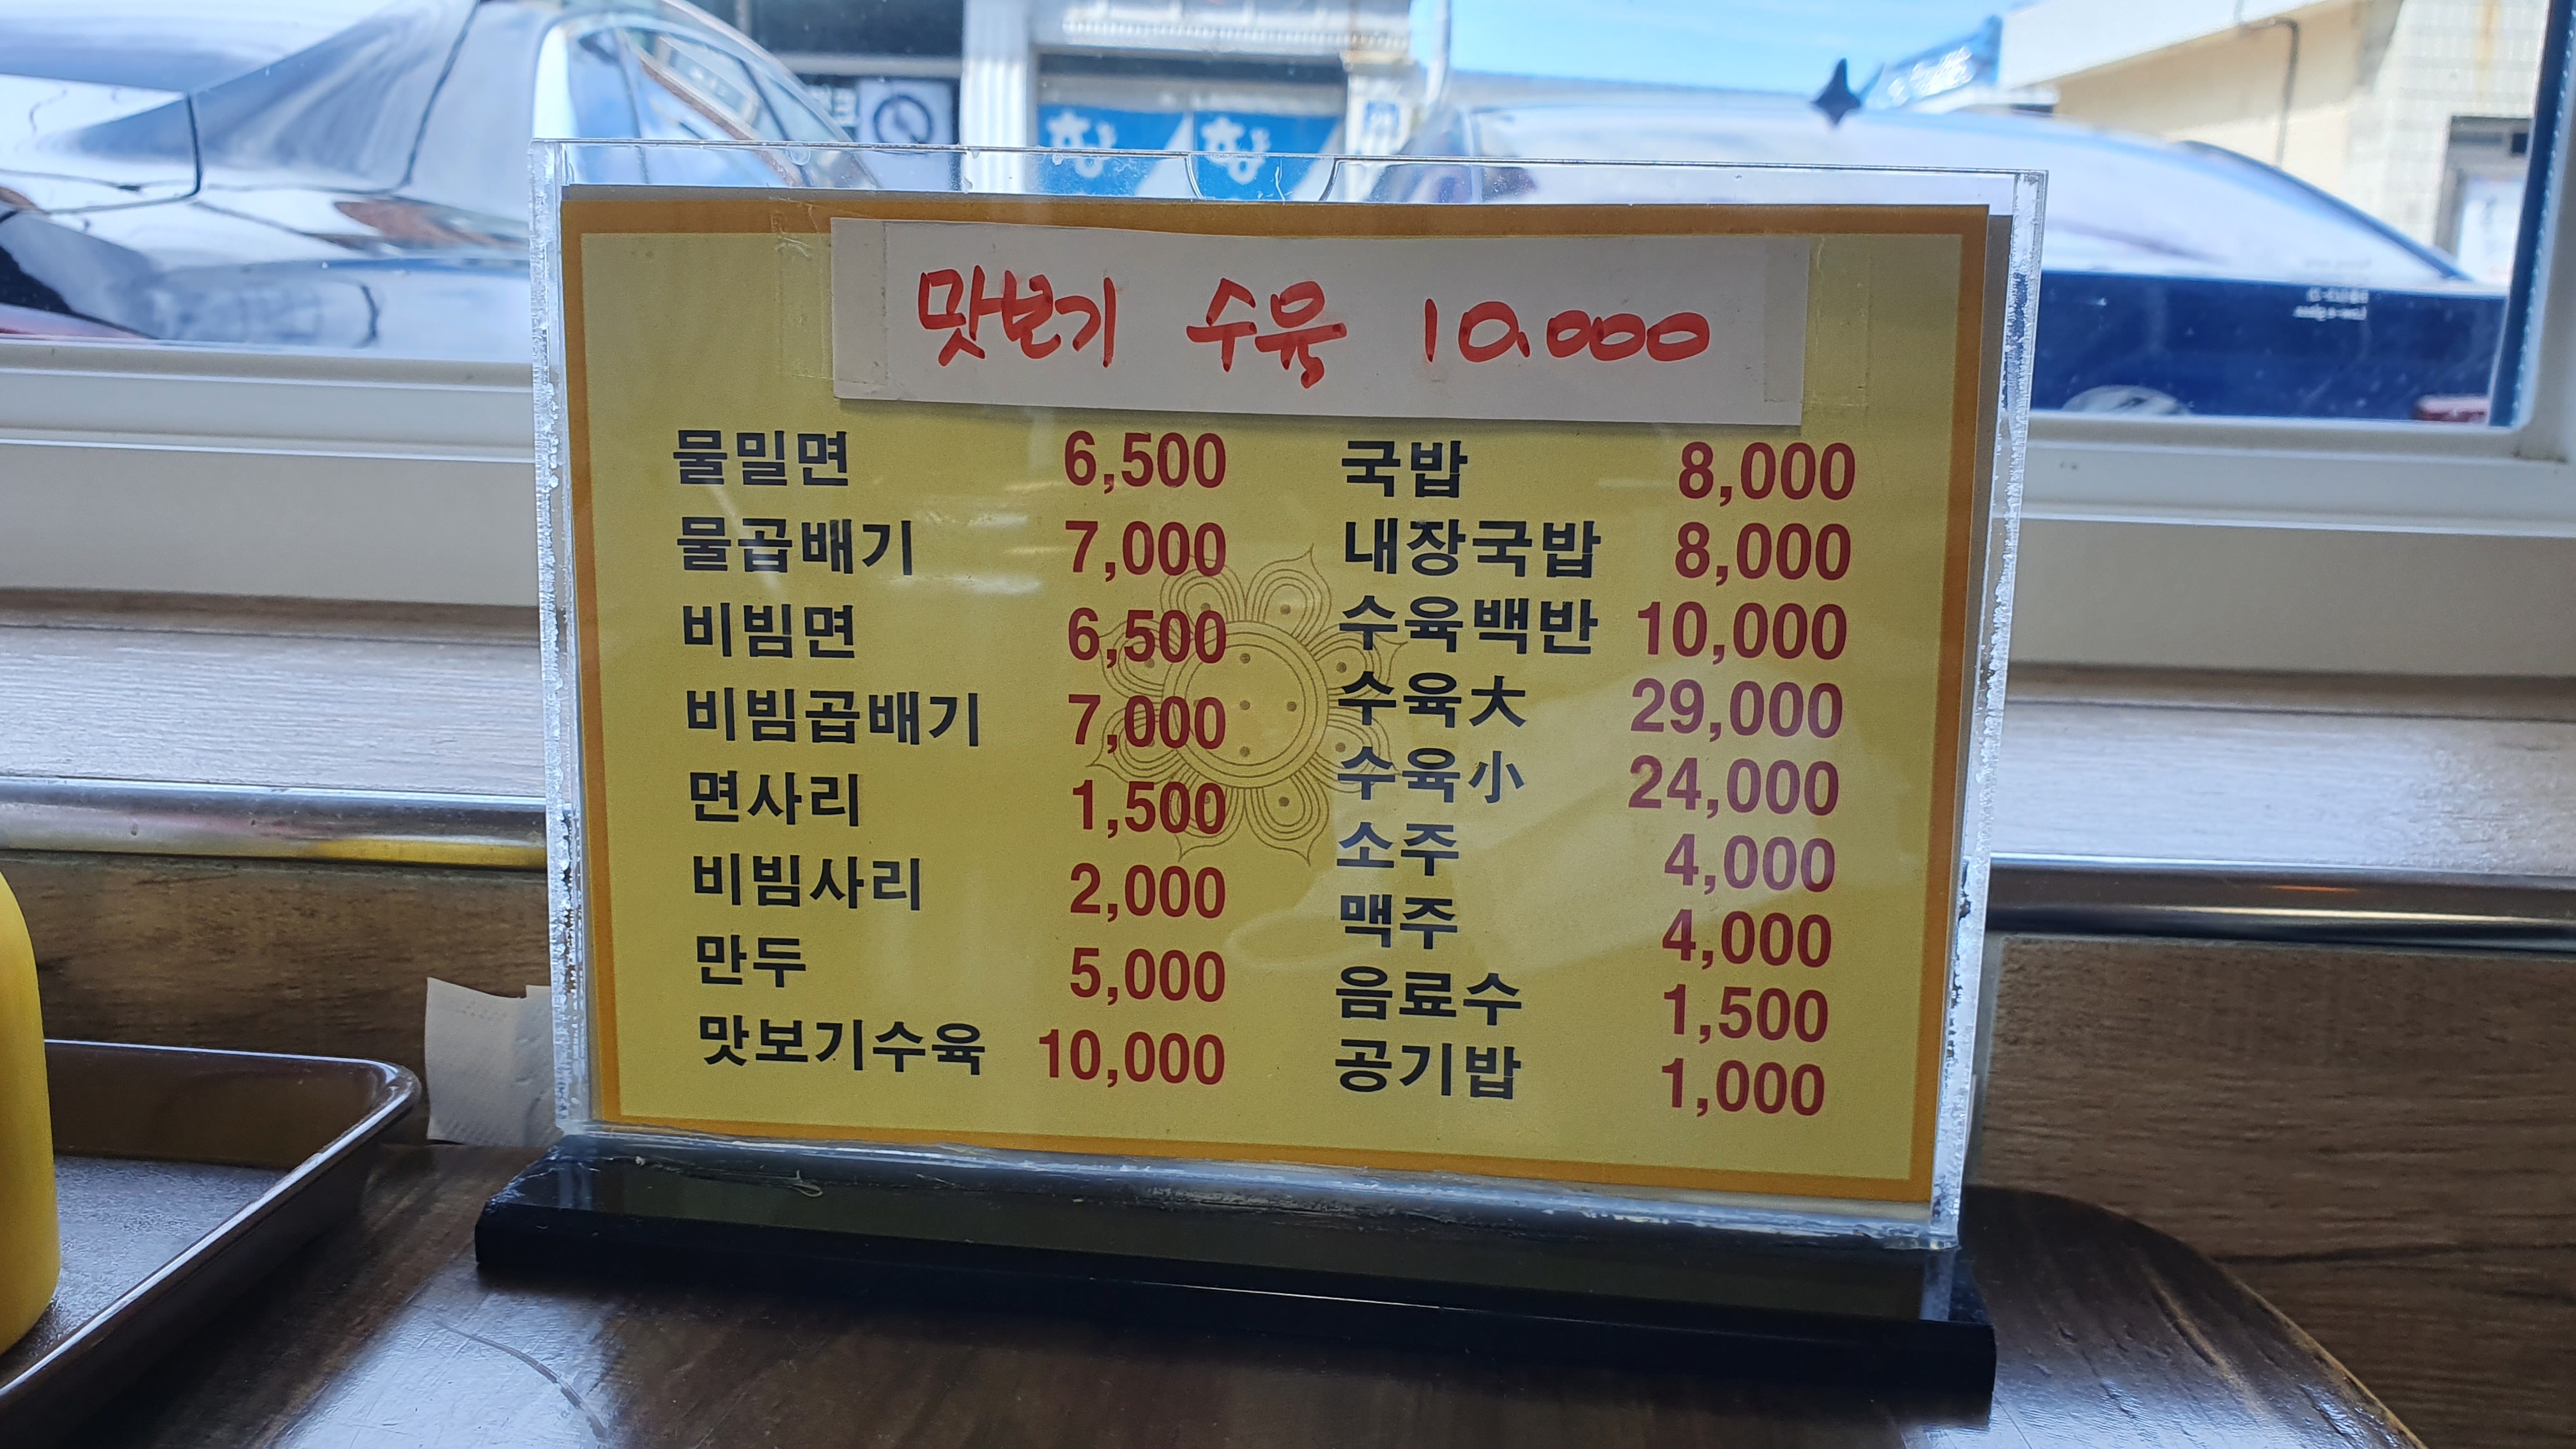 향 향
맛보기 수육 10,000
물밀면 6,500
물곱배기 7,000
비빔면 6,500
비빔곱배기 7,000
면사리 1,500
비빔사리 2,000
만두 5,000
맛보기수육 10,000
국밥 8,000
내장국밥 8,000
수육백반 10,000
수육大 29,000
수육小 24,000
소주 4,000
맥주 4,000
음료수 1,500
공기밥 1,000